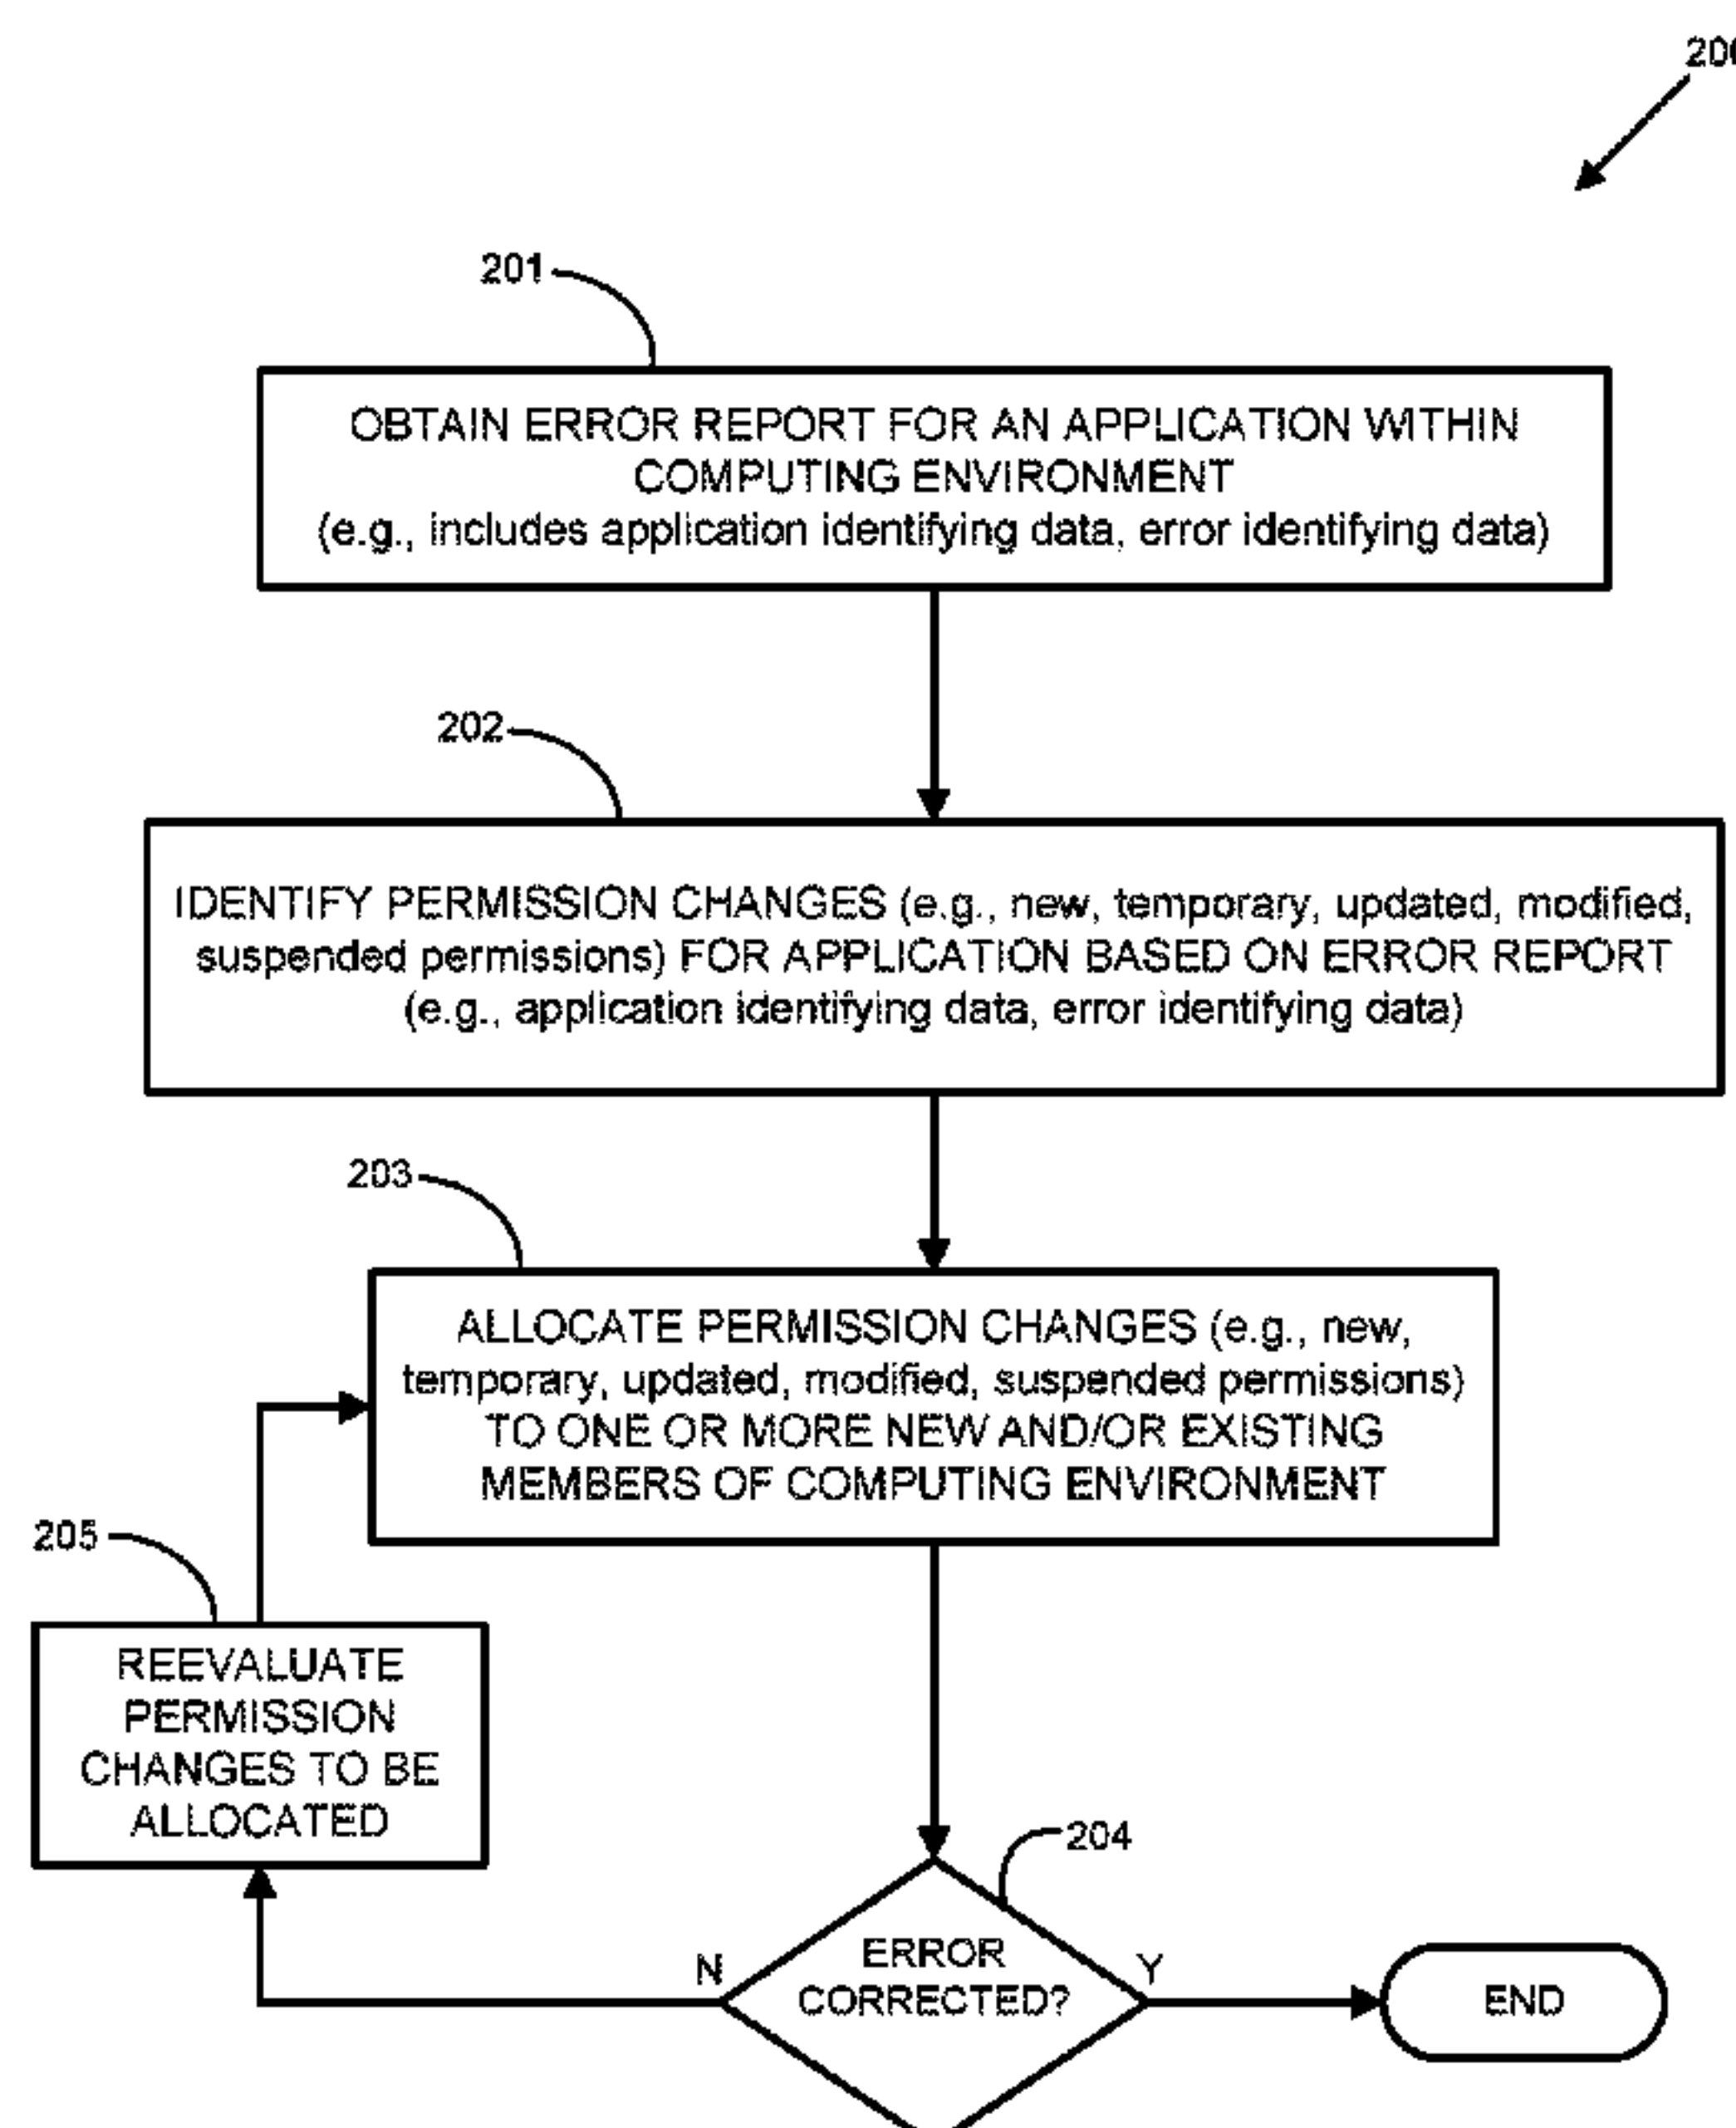 201
OBTAIN ERROR REPORT FOR AN APPLICATION WITHIN
COMPUTING ENVIRONMENT
(e.g., includes application identifying data, error identifying data)
202
IDENTIFY PERMISSION CHANGES (e.g., new, temporary, updated, modified,
suspended permissions) FOR APPLICATION BASED ON ERROR REPORT
(e.g., application identifying data, error identifying data)
203
ALLOCATE PERMISSION CHANGES (e.g., new,
temporary, updated, modified, suspended permissions)
TO ONE OR MORE NEW AND/OR EXISTING
MEMBERS OF COMPUTING ENVIRONMENT
205
REEVALUATE
PERMISSION
CHANGES TO BE
ALLOCATED
204
N
ERROR
CORRECTED?
Y
END